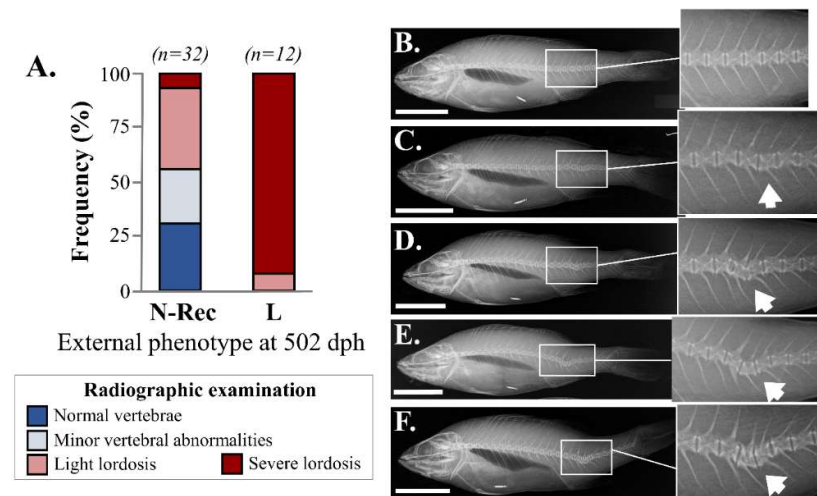 A.
(n=32)
(n=12)
Frequency (%)
100
75
50
25
0
N-Rec
L
External phenotype at 502 dph
Radiographic examination
Normal vertebrae
Minor vertebral abnormalities
Light lordosis
Severe lordosis
B.
C.
D.
E.
F.